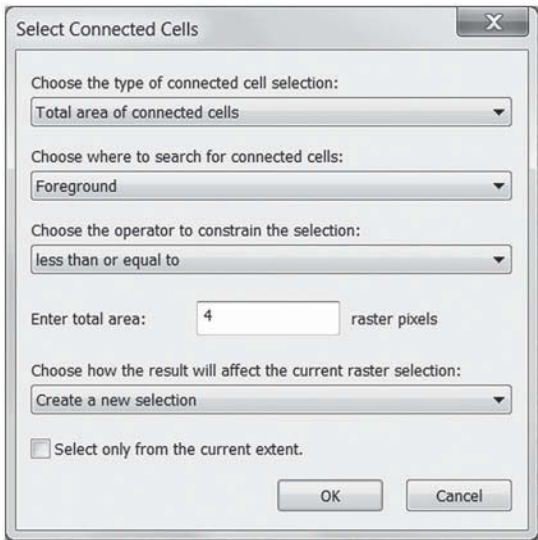 Select Connected Cells
X
Choose the type of connected cell selection:
Total area of connected cells
Choose where to search for connected cells:
Foreground
Choose the operator to constrain the selection:
less than or equal to
Enter total area: 4 raster pixels
Choose how the result will affect the current raster selection:
Create a new selection
Select only from the current extent.
OK Cancel